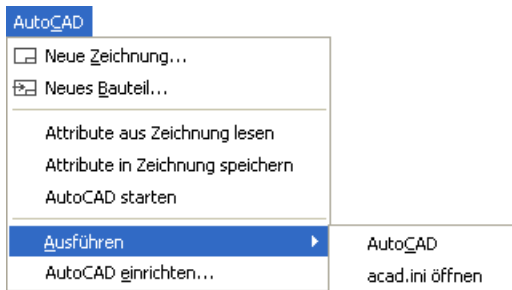 AutoCAD
Neue Zeichnung...
Neues Bauteil...
Attribute aus Zeichnung lesen
Attribute in Zeichnung speichern
AutoCAD starten
Ausführen
AutoCAD
AutoCAD einrichten...
acad.ini öffnen